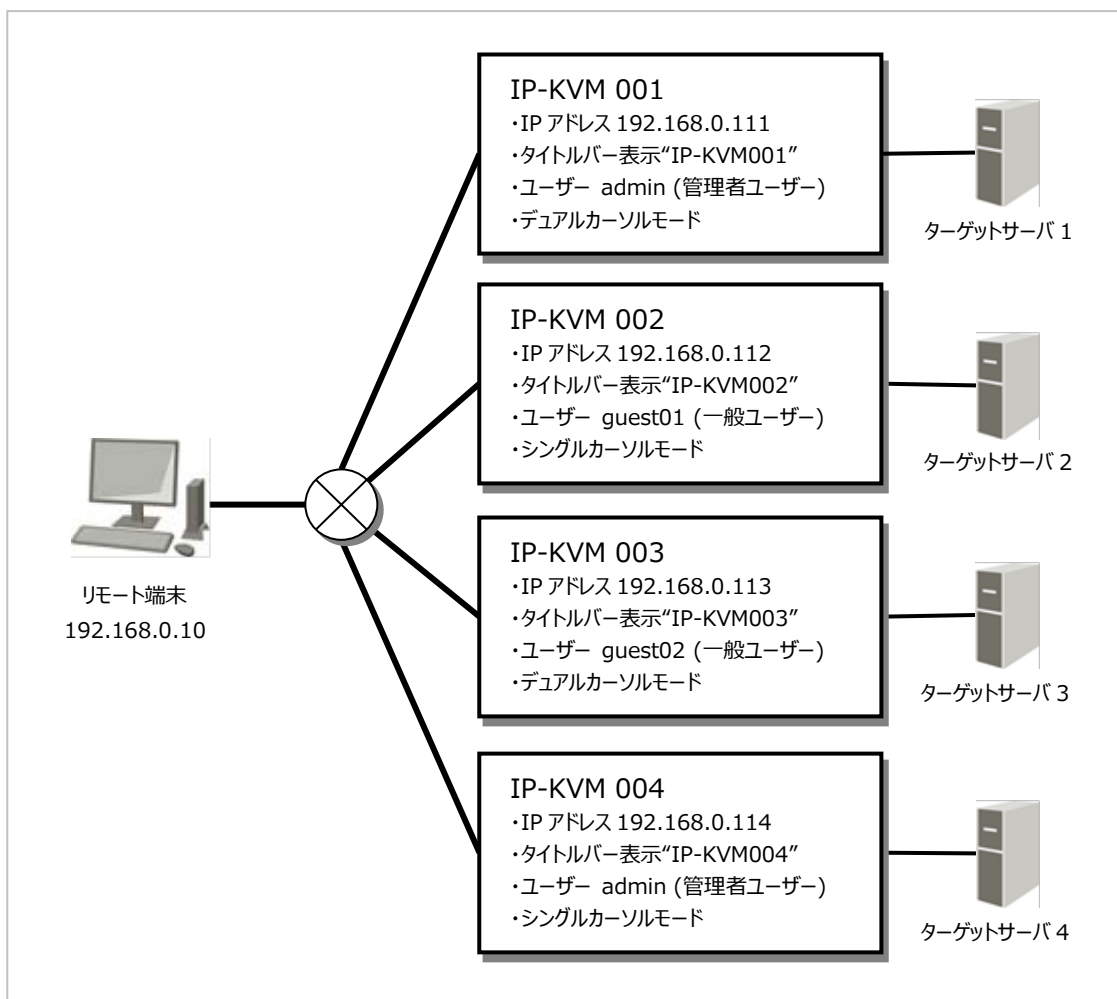 IP-KVM 001
・IP アドレス 192.168.0.111
・タイトルバー表示“IP-KVM001”
・ユーザー admin (管理者ユーザー)
・デュアルカーソルモード
ターゲットサーバ 1
IP-KVM 002
・IP アドレス 192.168.0.112
・タイトルバー表示“IP-KVM002”
・ユーザー guest01 (一般ユーザー)
・シングルカーソルモード
ターゲットサーバ 2
リモート端末
192.168.0.10
IP-KVM 003
・IP アドレス 192.168.0.113
・タイトルバー表示“IP-KVM003”
・ユーザー guest02 (一般ユーザー)
・デュアルカーソルモード
ターゲットサーバ 3
IP-KVM 004
・IP アドレス 192.168.0.114
・タイトルバー表示“IP-KVM004”
・ユーザー admin (管理者ユーザー)
・シングルカーソルモード
ターゲットサーバ 4